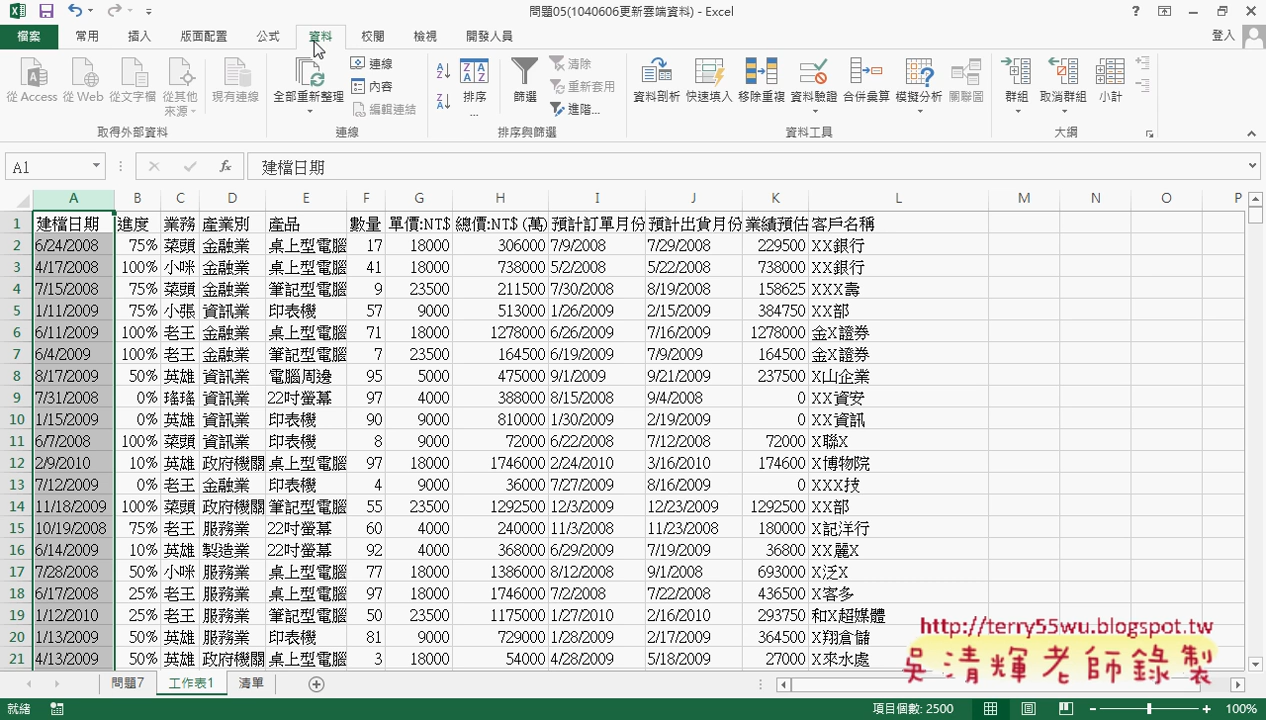 問題05(1040606更新雲端資料) - Excel
檔案 常用 插入 版面配置 公式 資料 校閱 檢視 開發人員 登入
從 Access 從 Web 從文字檔 從其他來源 現有連線 全部重新整理 連線 內容 編輯連結 排序... 篩選 清除 重新套用 進階... 資料剖析 快速填入 移除重複 資料驗證 合併彙算 模擬分析 關聯圖 群組 取消群組 小計
取得外部資料 連線 排序與篩選 資料工具 大綱
A1 fx 建檔日期
A B C D E F G H I J K L M N O P
1 建檔日期 進度 業務 產業別 產品 數量 單價:NT$ 總價:NT$ (萬) 預計訂單月份 預計出貨月份 業績預估 客戶名稱
2 6/24/2008 75% 菜頭 金融業 桌上型電腦 17 18000 306000 7/9/2008 7/29/2008 229500 XX銀行
3 4/17/2008 100% 小咪 金融業 桌上型電腦 41 18000 738000 5/2/2008 5/22/2008 738000 XX銀行
4 7/15/2008 75% 菜頭 金融業 筆記型電腦 9 23500 211500 7/30/2008 8/19/2008 158625 XXX壽
5 1/11/2009 75% 小張 資訊業 印表機 57 9000 513000 1/26/2009 2/15/2009 384750 XX部
6 6/11/2009 100% 老王 金融業 桌上型電腦 71 18000 1278000 6/26/2009 7/16/2009 1278000 金X證券
7 6/4/2009 100% 老王 金融業 筆記型電腦 7 23500 164500 6/19/2009 7/9/2009 164500 金X證券
8 8/17/2009 50% 英雄 資訊業 電腦周邊 95 5000 475000 9/1/2009 9/21/2009 237500 X山企業
9 7/31/2008 0% 瑤瑤 資訊業 22吋螢幕 97 4000 388000 8/15/2008 9/4/2008 0 XX資安
10 1/15/2009 0% 英雄 資訊業 印表機 90 9000 810000 1/30/2009 2/19/2009 0 XX資訊
11 6/7/2008 100% 菜頭 資訊業 印表機 8 9000 72000 6/22/2008 7/12/2008 72000 X聯X
12 2/9/2010 10% 英雄 政府機關 桌上型電腦 97 18000 1746000 2/24/2010 3/16/2010 174600 X博物院
13 7/12/2009 0% 老王 金融業 印表機 4 9000 36000 7/27/2009 8/16/2009 0 XXX技
14 11/18/2009 100% 菜頭 政府機關 筆記型電腦 55 23500 1292500 12/3/2009 12/23/2009 1292500 XX部
15 10/19/2008 75% 老王 服務業 22吋螢幕 60 4000 240000 11/3/2008 11/23/2008 180000 X記洋行
16 6/14/2009 10% 英雄 製造業 22吋螢幕 92 4000 368000 6/29/2009 7/19/2009 36800 XX麗X
17 7/28/2008 50% 小咪 服務業 桌上型電腦 77 18000 1386000 8/12/2008 9/1/2008 693000 X泛X
18 6/17/2008 25% 老王 服務業 桌上型電腦 97 18000 1746000 7/2/2008 7/22/2008 436500 X客多
19 1/12/2010 25% 老王 服務業 筆記型電腦 50 23500 1175000 1/27/2010 2/16/2010 293750 和X超媒體
20 1/13/2009 50% 英雄 服務業 印表機 81 9000 729000 1/28/2009 2/17/2009 364500 X翔倉儲
21 4/13/2009 50% 英雄 政府機關 桌上型電腦 3 18000 54000 4/28/2009 5/18/2009 27000 X來水處
http://terry55wu.blogspot.tw
吳清輝老師錄製
問題7 工作表1 清單
就緒 項目個數: 2500 100%